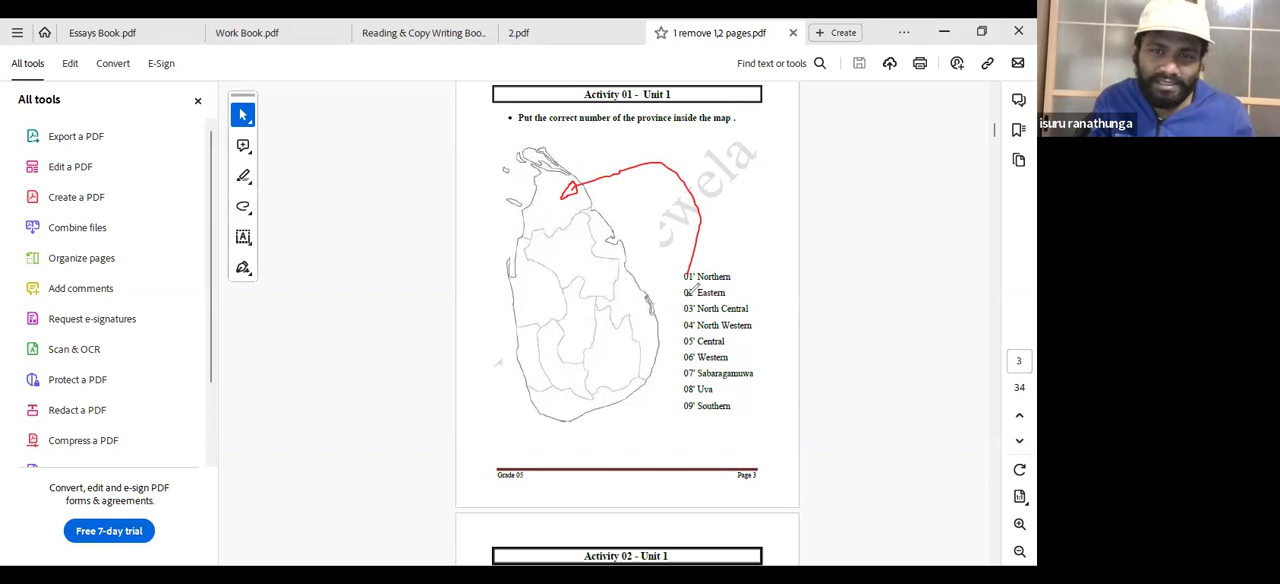 Essays Book.pdf
Work Book.pdf
Reading & Copy Writing Boo...
2.pdf
1 remove 1,2 pages.pdf
Create
All tools
Edit
Convert
E-Sign
Find text or tools
All tools
Export a PDF
Edit a PDF
Create a PDF
Combine files
Organize pages
Add comments
Request e-signatures
Scan & OCR
Protect a PDF
Redact a PDF
Compress a PDF
Convert, edit and e-sign PDF
forms & agreements.
Free 7-day trial
Activity 01 - Unit 1
• Put the correct number of the province inside the map .
ewela
01' Northern
02' Eastern
03' North Central
04' North Western
05' Central
06' Western
07' Sabaragamuwa
08' Uva
09' Southern
Grade 05
Page 3
Activity 02 - Unit 1
3
34
isuru ranathunga